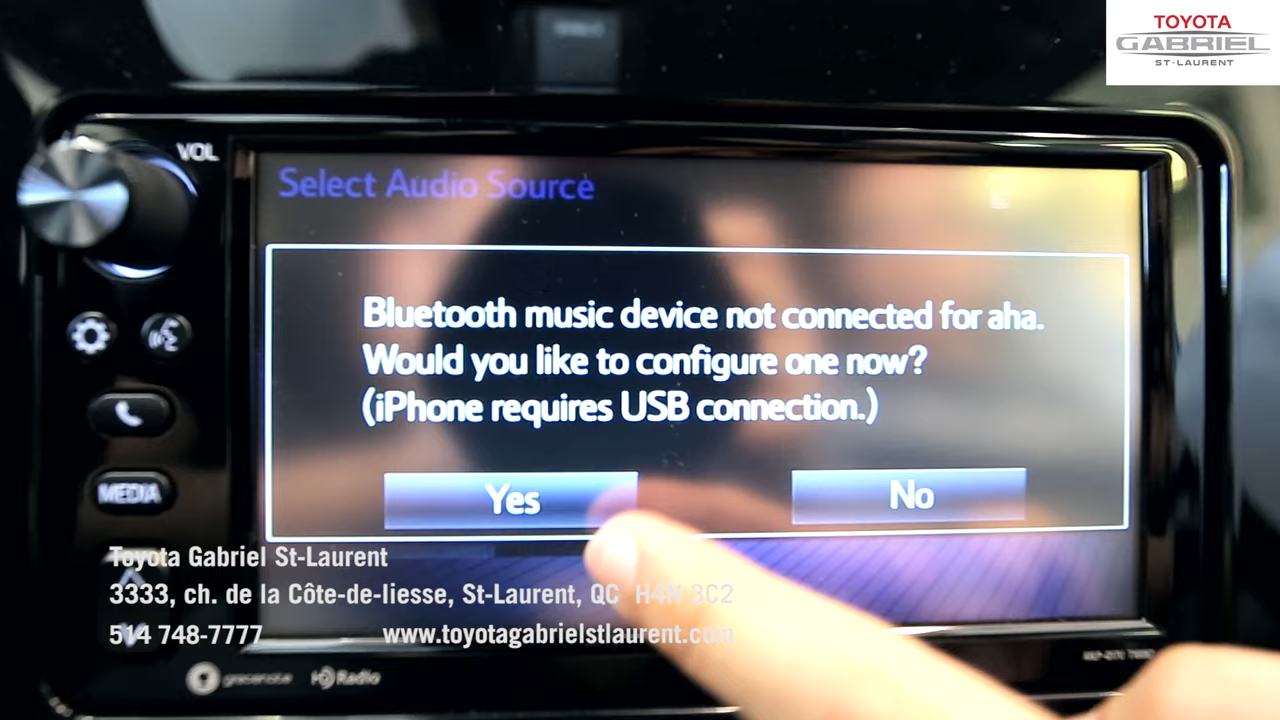 TOYOTA
GABRIEL
ST-LAURENT
VOL
Select Audio Source
Bluetooth music device not connected for aha.
Would you like to configure one now?
(iPhone requires USB connection.)
Yes
No
MEDIA
Toyota Gabriel St-Laurent
3333, ch. de la Côte-de-liesse, St-Laurent, QC H4N 3C2
514 748-7777 www.toyotagabrielstlaurent.com
gracenote HD Radio